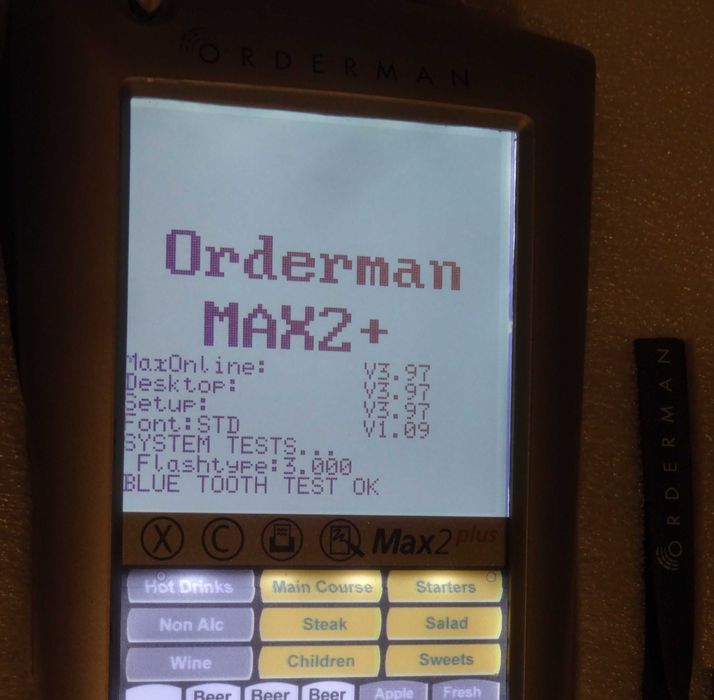 ORDERMAN
Orderman
MAX2+
MaxOnline: V3.97
Desktop: V3.97
Setup: V3.97
Font:STD V1.09
SYSTEM TESTS...
Flashtype:3.000
BLUE TOOTH TEST OK
X C Max2 plus
Hot Drinks Main Course Starters
Non Alc Steak Salad
Wine Children Sweets
Beer Beer Beer Apple Fresh
ORDERMAN